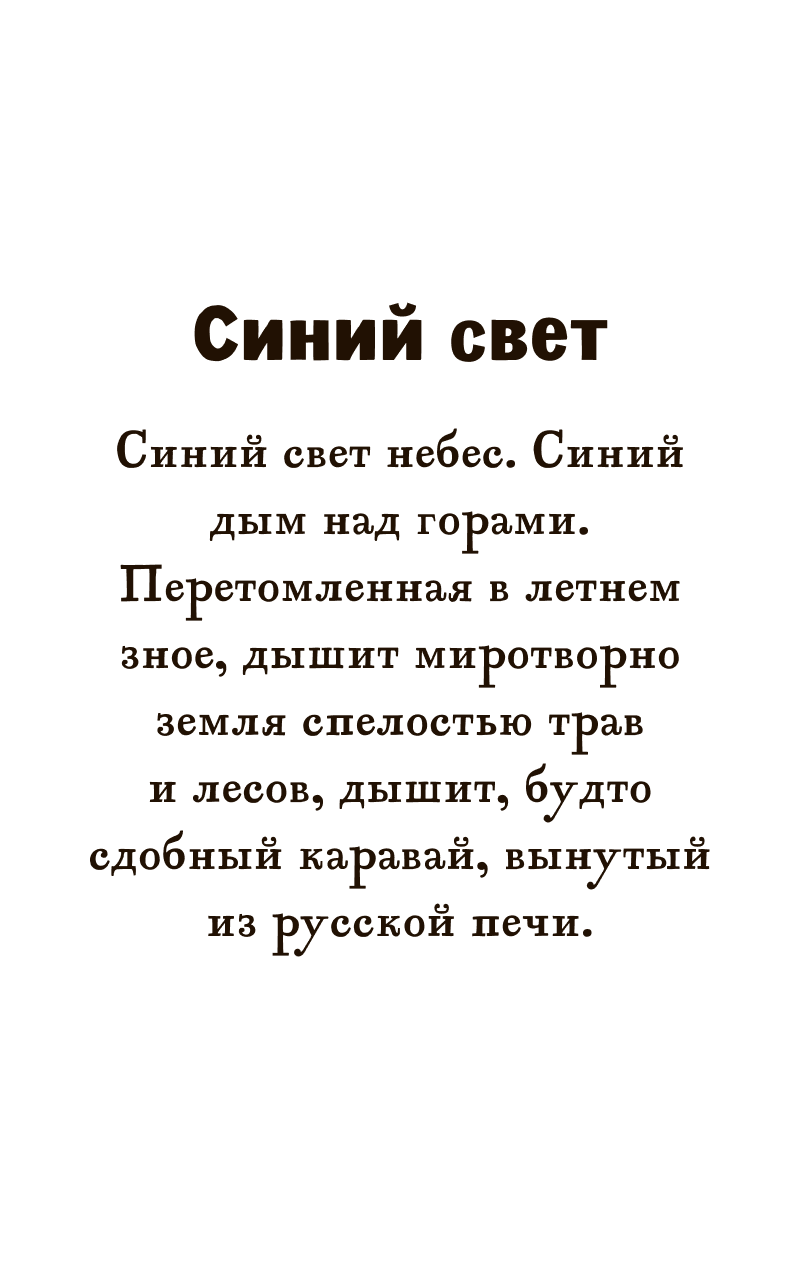 Синий свет
Синий свет небес. Синий
дым над горами.
Перетомленная в летнем
зное, дышит миротворно
земля спелостью трав
и лесов, дышит, будто
сдобный каравай, вынутый
из русской печи.